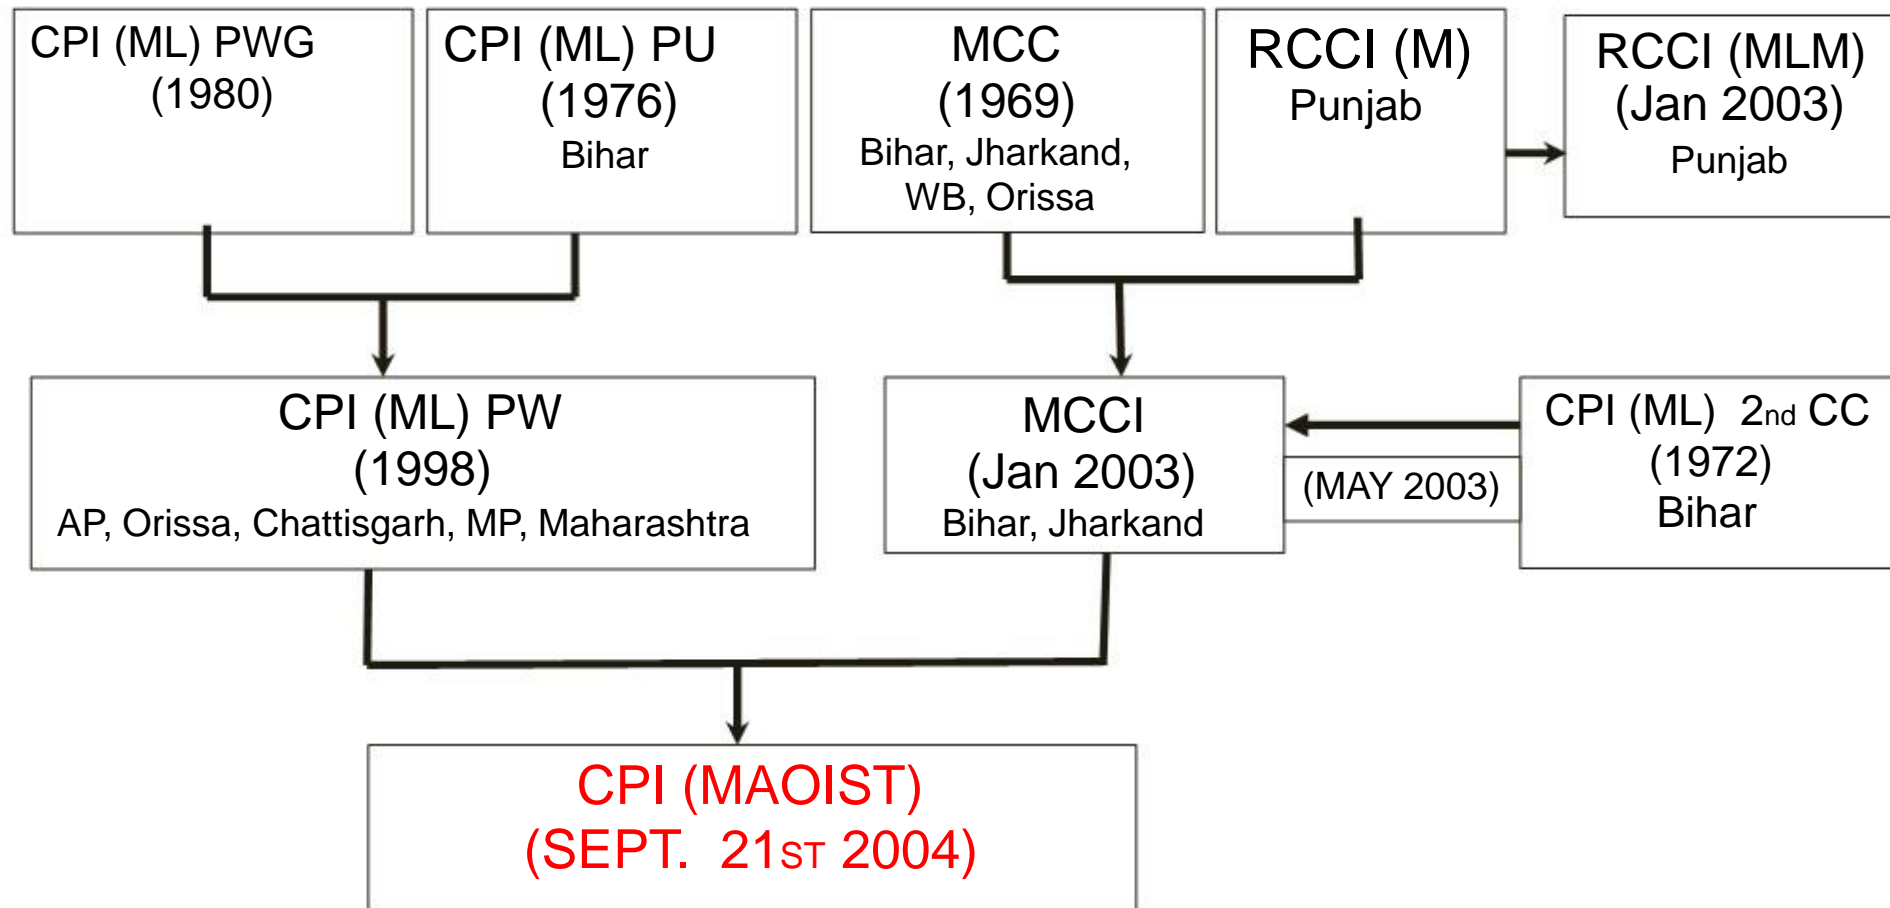 CPI (ML) PWG
(1980)
CPI (ML) PU
(1976)
Bihar
MCC
(1969)
Bihar, Jharkand,
WB, Orissa
RCCI (M)
Punjab
RCCI (MLM)
(Jan 2003)
Punjab
CPI (ML) PW
(1998)
AP, Orissa, Chattisgarh, MP, Maharashtra
MCCI
(Jan 2003)
Bihar, Jharkand
(MAY 2003)
CPI (ML) 2nd CC
(1972)
Bihar
CPI (MAOIST)
(SEPT. 21ST 2004)